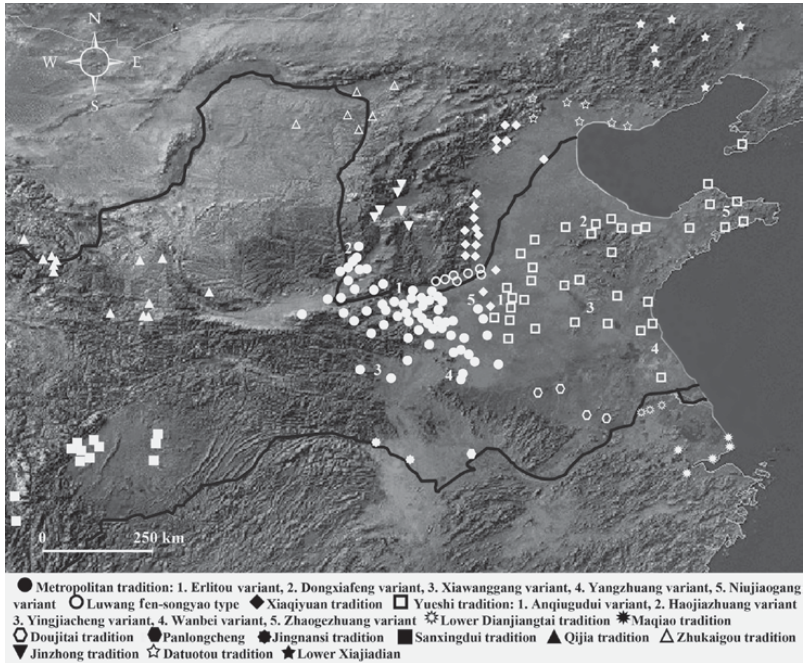 N
W E
S
2
1
5
1
2
3
5
4
3
4
250 km
Metropolitan tradition: 1. Erlitou variant, 2. Dongxiafeng variant, 3. Xiawanggang variant, 4. Yangzhuang variant, 5. Niujiaogang
variant Luwang fen-songyao type Xiaqiyuan tradition Yueshi tradition: 1. Anqiugudui variant, 2. Haojiazhuang variant
3. Yingjiacheng variant, 4. Wanbei variant, 5. Zhaogezhuang variant Lower Dianjiangtai tradition Maqiao tradition
Doujitai tradition Panlongcheng Jingnansi tradition Sanxingdui tradition Qijia tradition Zhukaigou tradition
Jinzhong tradition Datuotou tradition Lower Xiajiadian